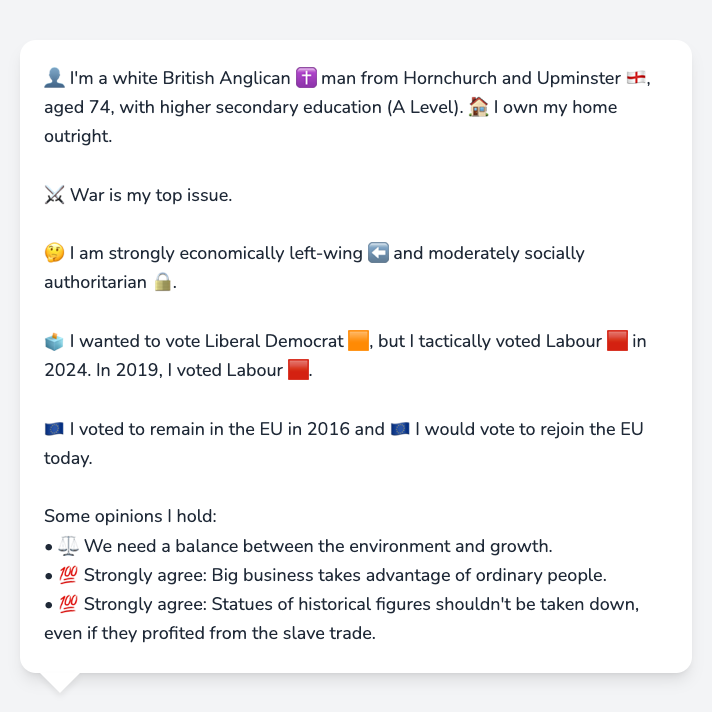 👤 I'm a white British Anglican ✝️ man from Hornchurch and Upminster 🏴󠁧󠁢󠁥󠁮󠁧󠁿,
aged 74, with higher secondary education (A Level). 🏠 I own my home
outright.
⚔️ War is my top issue.
🤔 I am strongly economically left-wing ⬅️ and moderately socially
authoritarian 🔒.
🗳️ I wanted to vote Liberal Democrat 🟧, but I tactically voted Labour 🟥 in
2024. In 2019, I voted Labour 🟥.
🇪🇺 I voted to remain in the EU in 2016 and 🇪🇺 I would vote to rejoin the EU
today.
Some opinions I hold:
• ⚖️ We need a balance between the environment and growth.
• 💯 Strongly agree: Big business takes advantage of ordinary people.
• 💯 Strongly agree: Statues of historical figures shouldn't be taken down,
even if they profited from the slave trade.